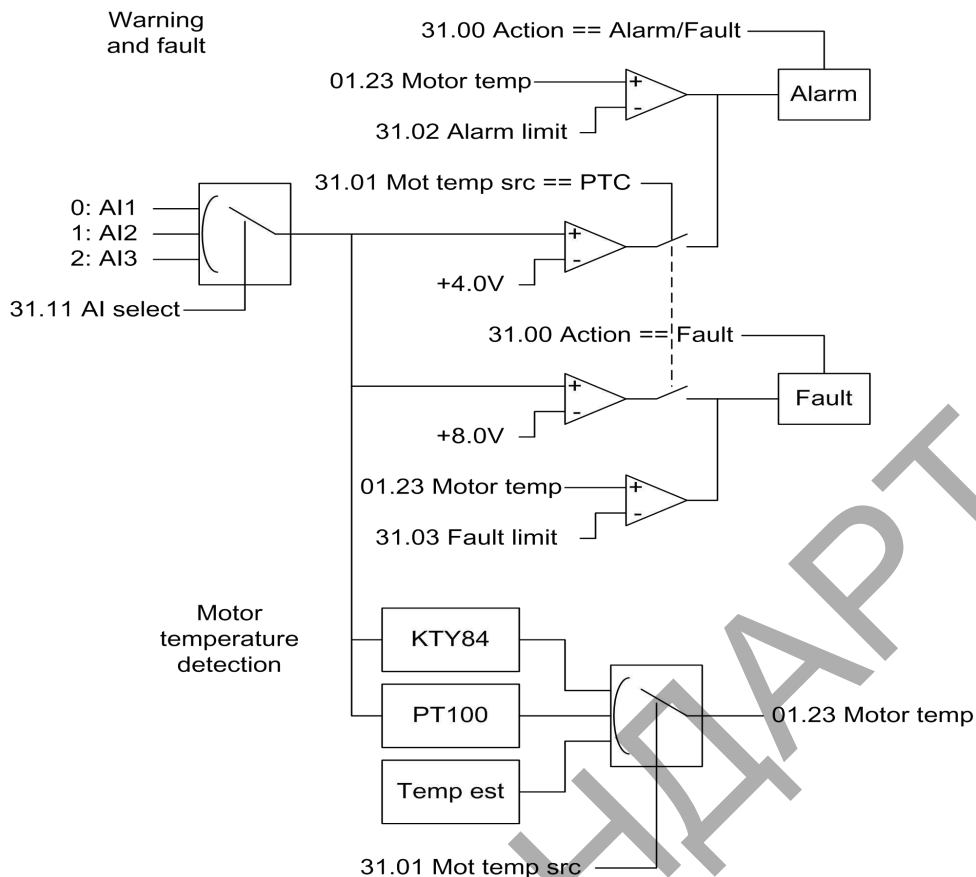 Warning
and fault
31.00 Action == Alarm/Fault
01.23 Motor temp
+
-
Alarm
31.02 Alarm limit
31.01 Mot temp src == PTC
0: AI1
1: AI2
2: AI3
+
-
+4.0V
31.11 AI select
31.00 Action == Fault
+
-
Fault
+8.0V
01.23 Motor temp
+
-
31.03 Fault limit
Motor
temperature
detection
KTY84
PT100
01.23 Motor temp
Temp est
31.01 Mot temp src
НДАРТ